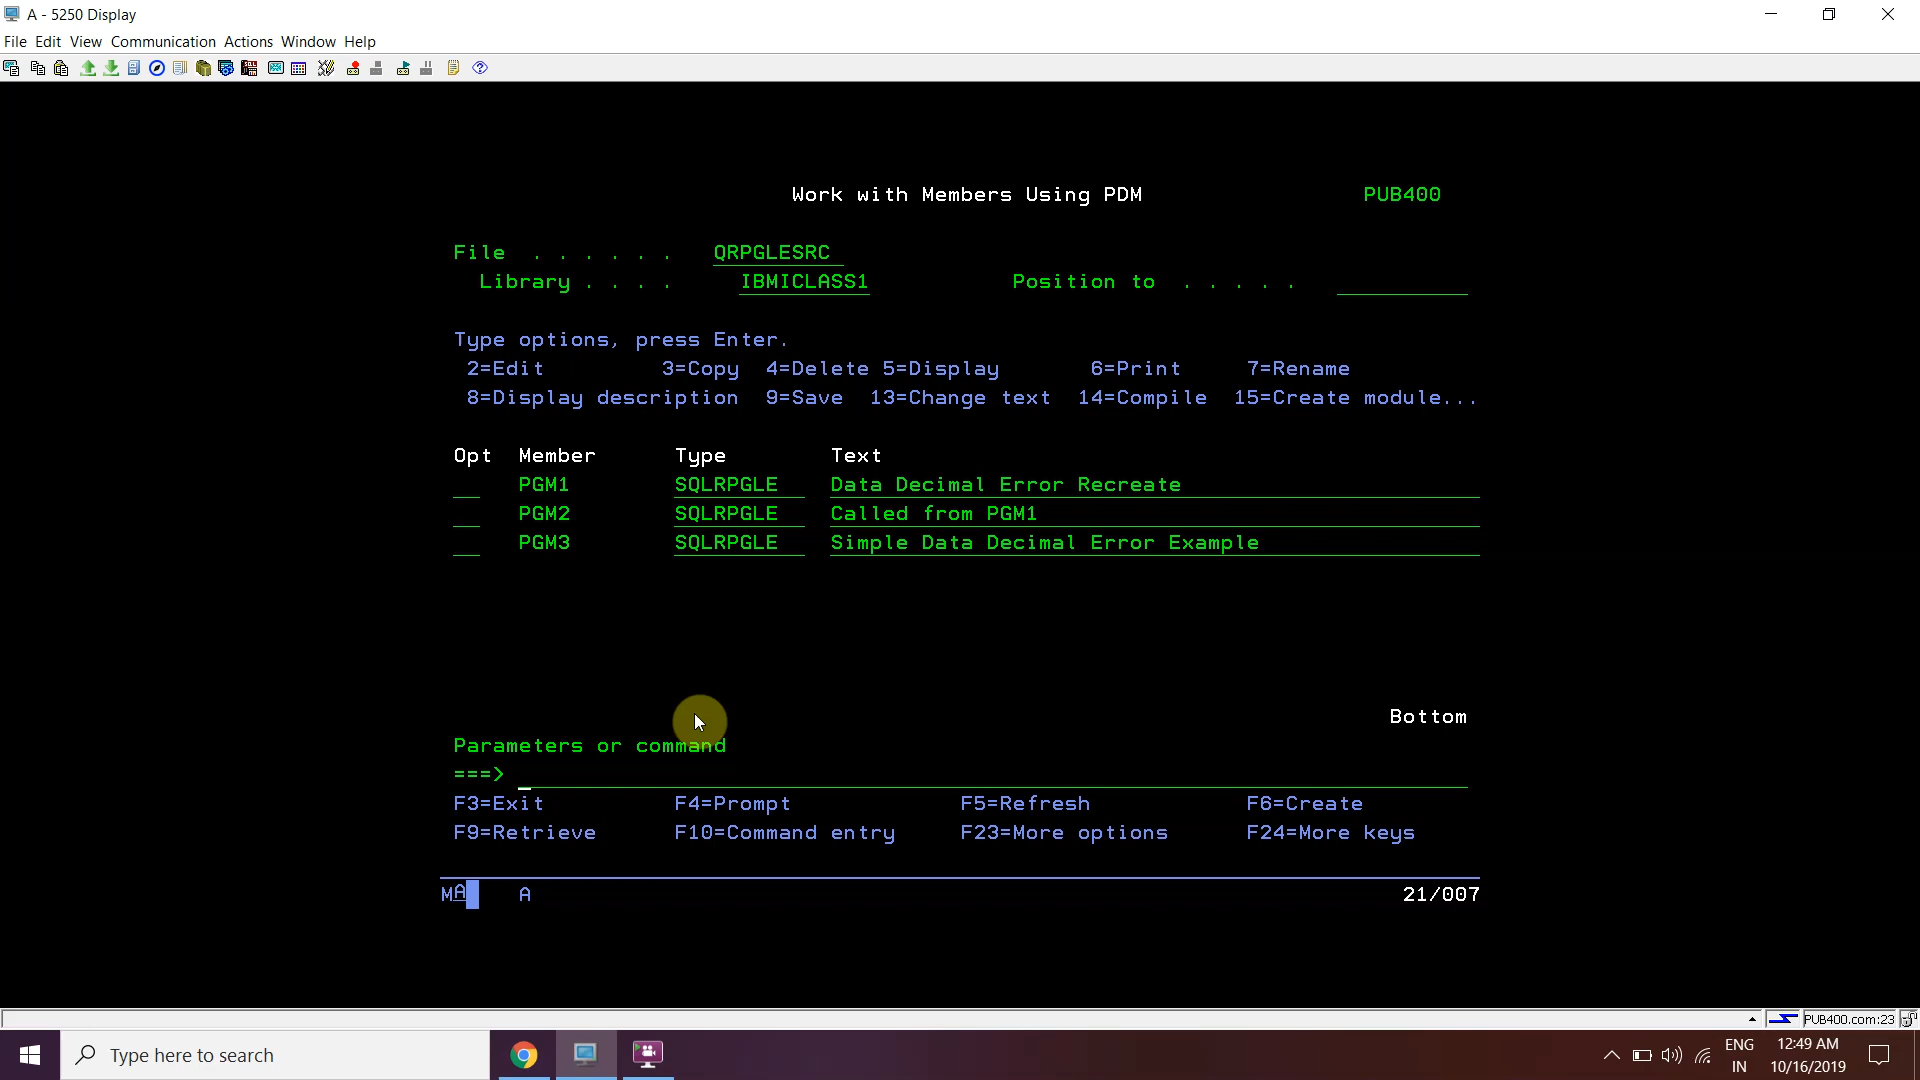 A - 5250 Display
File Edit View Communication Actions Window Help
Work with Members Using PDM PUB400
File . . . . . . QRPGLESRC
Library . . . . IBMICLASS1 Position to . . . . .
Type options, press Enter.
2=Edit 3=Copy 4=Delete 5=Display 6=Print 7=Rename
8=Display description 9=Save 13=Change text 14=Compile 15=Create module...
Opt Member Type Text
PGM1 SQLRPGLE Data Decimal Error Recreate
PGM2 SQLRPGLE Called from PGM1
PGM3 SQLRPGLE Simple Data Decimal Error Example
Bottom
Parameters or command
===>
F3=Exit F4=Prompt F5=Refresh F6=Create
F9=Retrieve F10=Command entry F23=More options F24=More keys
MA A 21/007
PUB400.com:23
Type here to search
ENG 12:49 AM
IN 10/16/2019